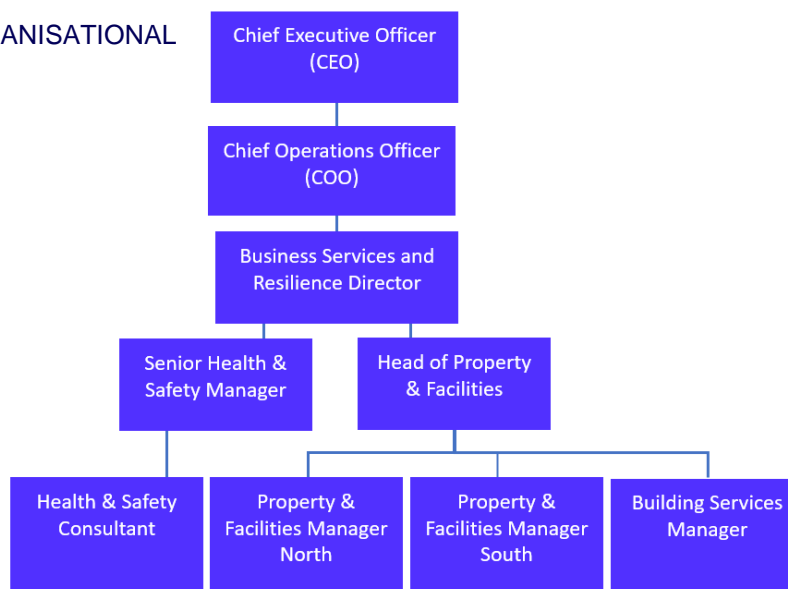 ANISATIONAL
Chief Executive Officer
(CEO)
Chief Operations Officer
(COO)
Business Services and
Resilience Director
Senior Health &
Safety Manager
Head of Property
& Facilities
Health & Safety
Consultant
Property &
Facilities Manager
North
Property &
Facilities Manager
South
Building Services
Manager